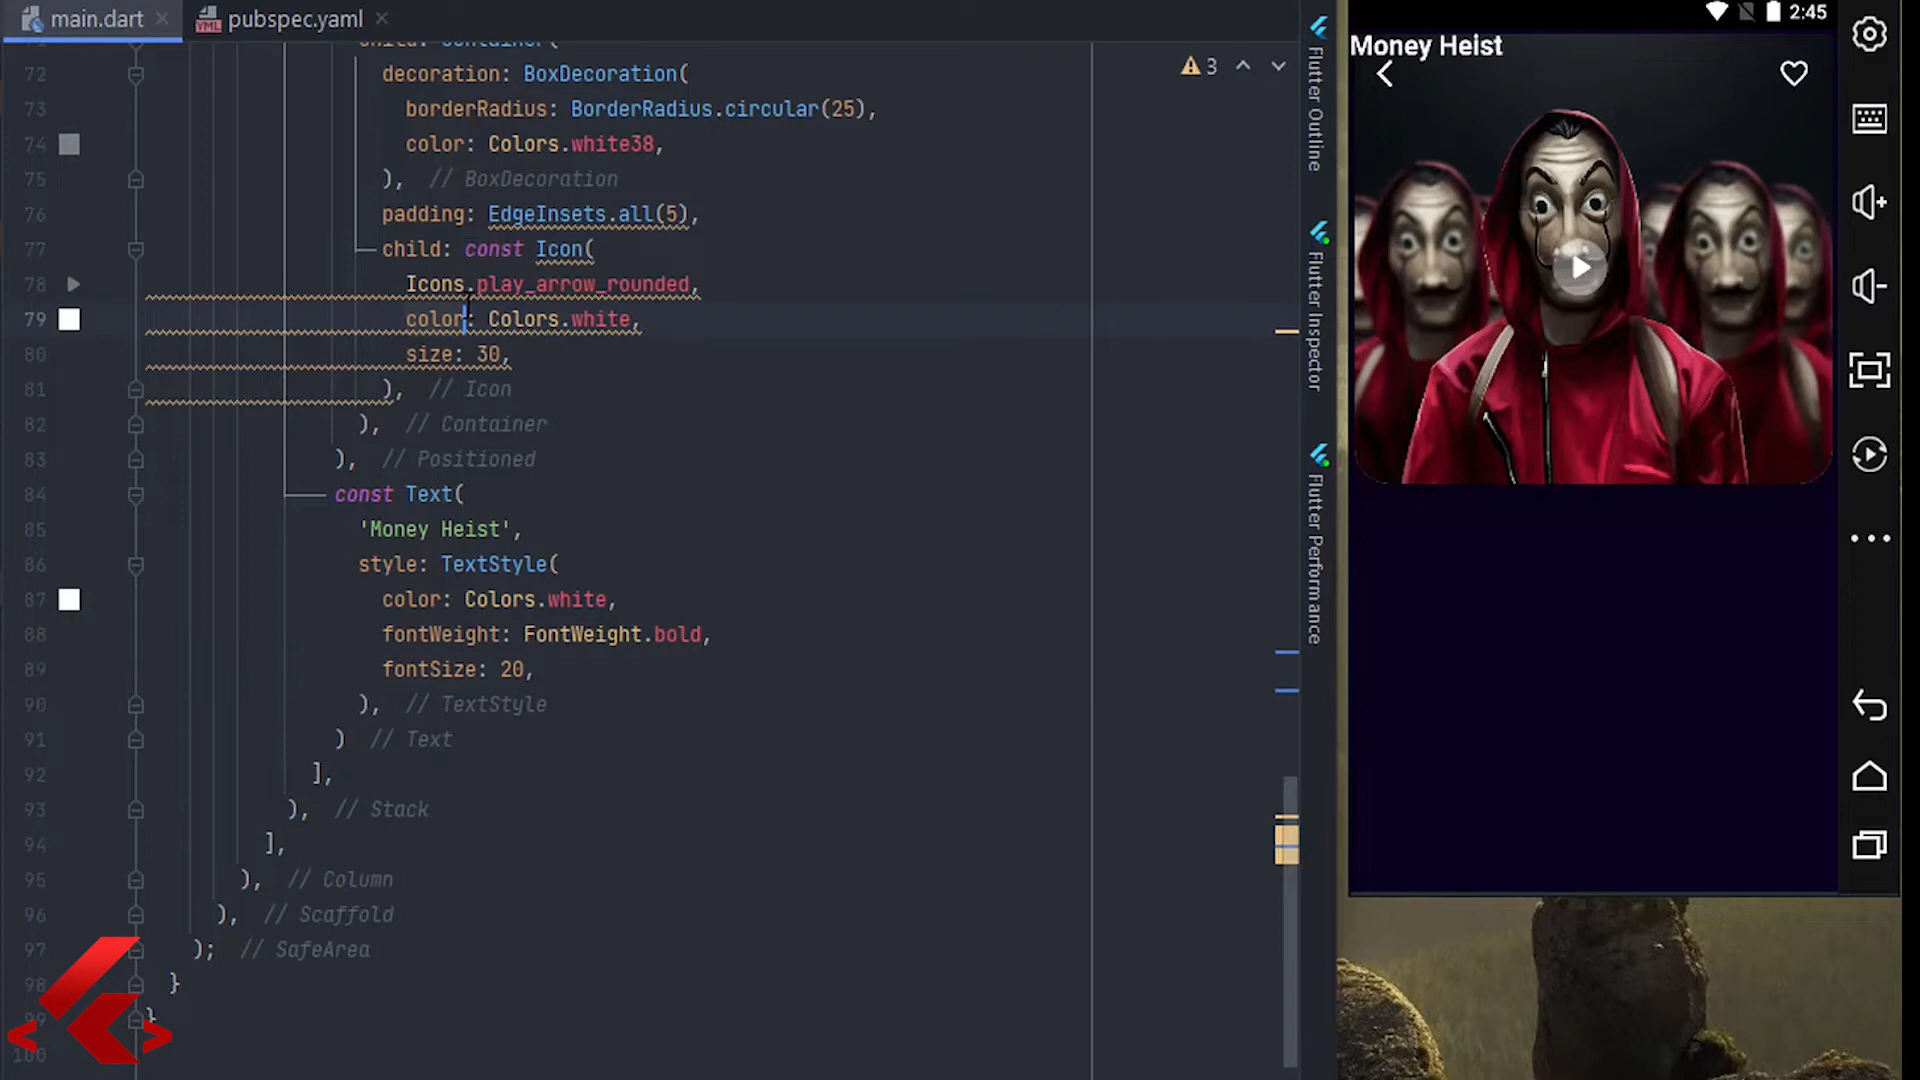 main.dart
pubspec.yaml
child: Container(
72 decoration: BoxDecoration(
73 borderRadius: BorderRadius.circular(25),
74 color: Colors.white38,
75 ), // BoxDecoration
76 padding: EdgeInsets.all(5),
77 child: const Icon(
78 Icons.play_arrow_rounded,
79 color: Colors.white,
80 size: 30,
81 ), // Icon
82 ), // Container
83 ), // Positioned
84 const Text(
85 'Money Heist',
86 style: TextStyle(
87 color: Colors.white,
88 fontWeight: FontWeight.bold,
89 fontSize: 20,
90 ), // TextStyle
91 ) // Text
92 ],
93 ), // Stack
94 ],
95 ), // Column
96 ), // Scaffold
97 ); // SafeArea
98 }
99 }
100
3
Flutter Outline
Flutter Inspector
Flutter Performance
2:45
Money Heist